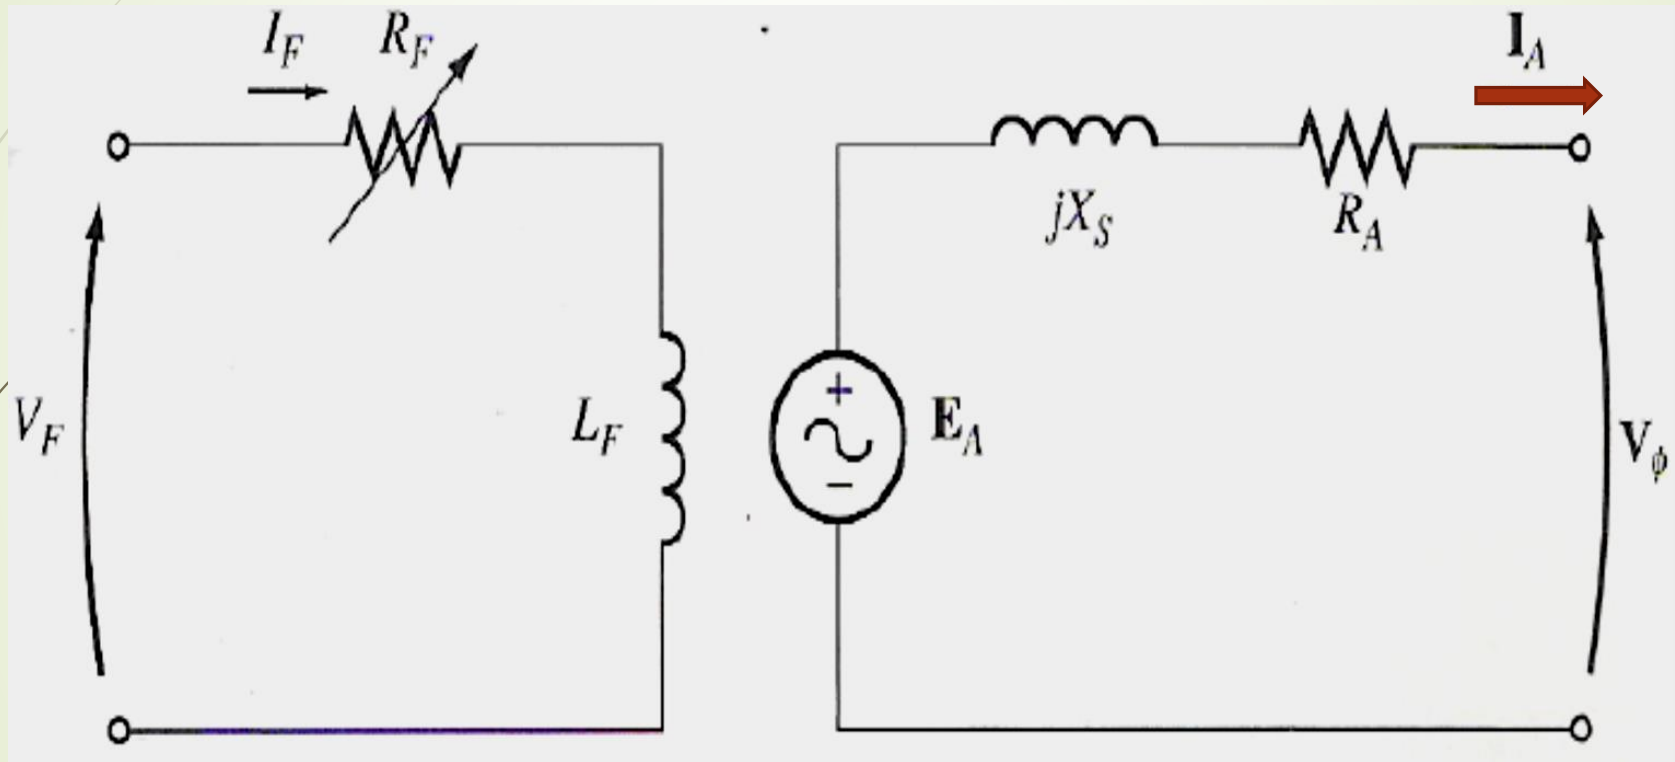 I_F
R_F
I_A
jX_S
R_A
V_F
L_F
+
−
E_A
V_ϕ